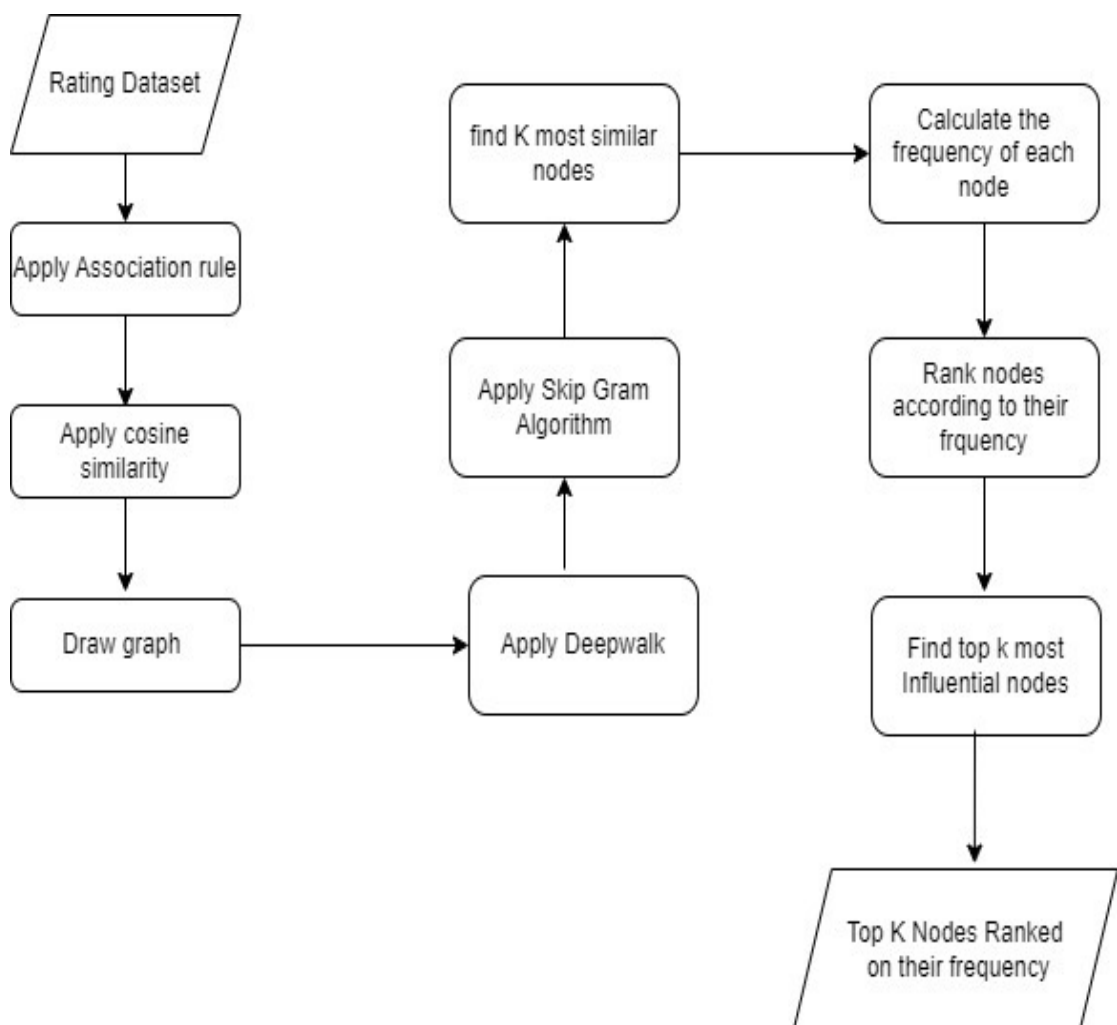 Rating Dataset
Apply Association rule
Apply cosine
similarity
Draw graph
Apply Deepwalk
Apply Skip Gram
Algorithm
find K most similar
nodes
Calculate the
frequency of each
node
Rank nodes
according to their
frquency
Find top k most
Influential nodes
Top K Nodes Ranked
on their frequency